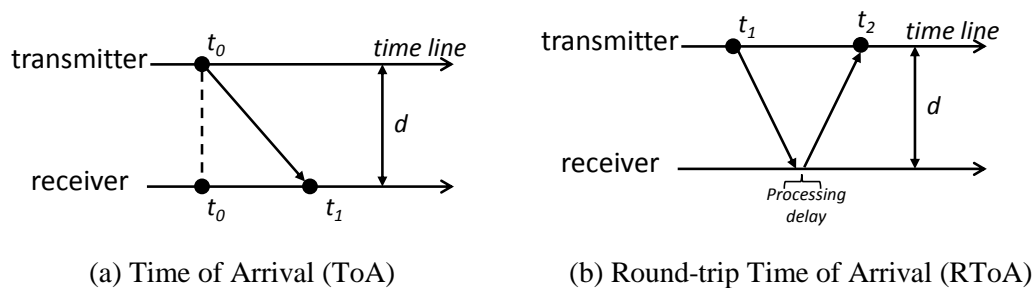 t0
time line
transmitter
d
receiver
t0
t1
(a) Time of Arrival (ToA)
t1
t2
time line
transmitter
d
receiver
Processing
delay
(b) Round-trip Time of Arrival (RToA)